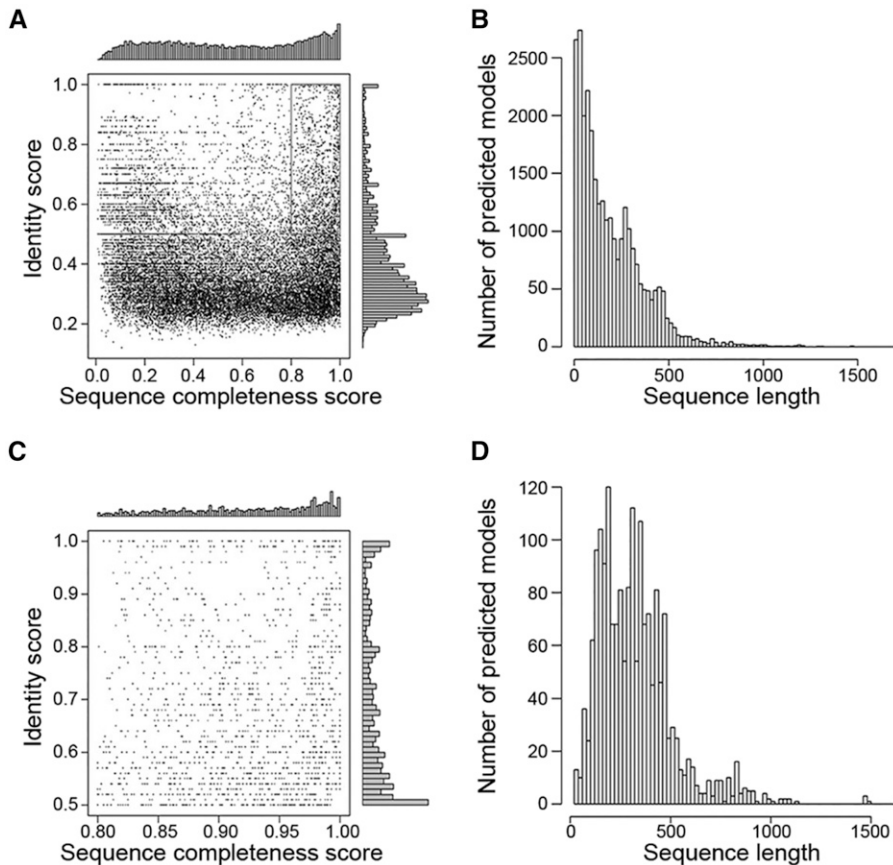 A
1.0
0.8
0.6
0.4
0.2
Identity score
0.0 0.2 0.4 0.6 0.8 1.0
Sequence completeness score
B
2500
2000
1500
1000
50
0
Number of predicted models
0 500 1000 1500
Sequence length
C
1.0
0.9
0.8
0.7
0.6
0.5
Identity score
0.80 0.85 0.90 0.95 1.00
Sequence completeness score
D
120
100
80
60
40
20
0
Number of predicted models
0 500 1000 1500
Sequence length